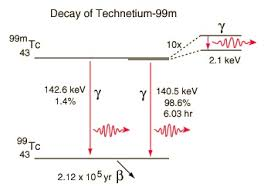 Decay of Technetium-99m
99m Tc
43
10x
γ
2.1 keV
142.6 keV
1.4%
γ
γ
140.5 keV
98.6%
6.03 hr
99 Tc
43
2.12 x 10⁵ yr β